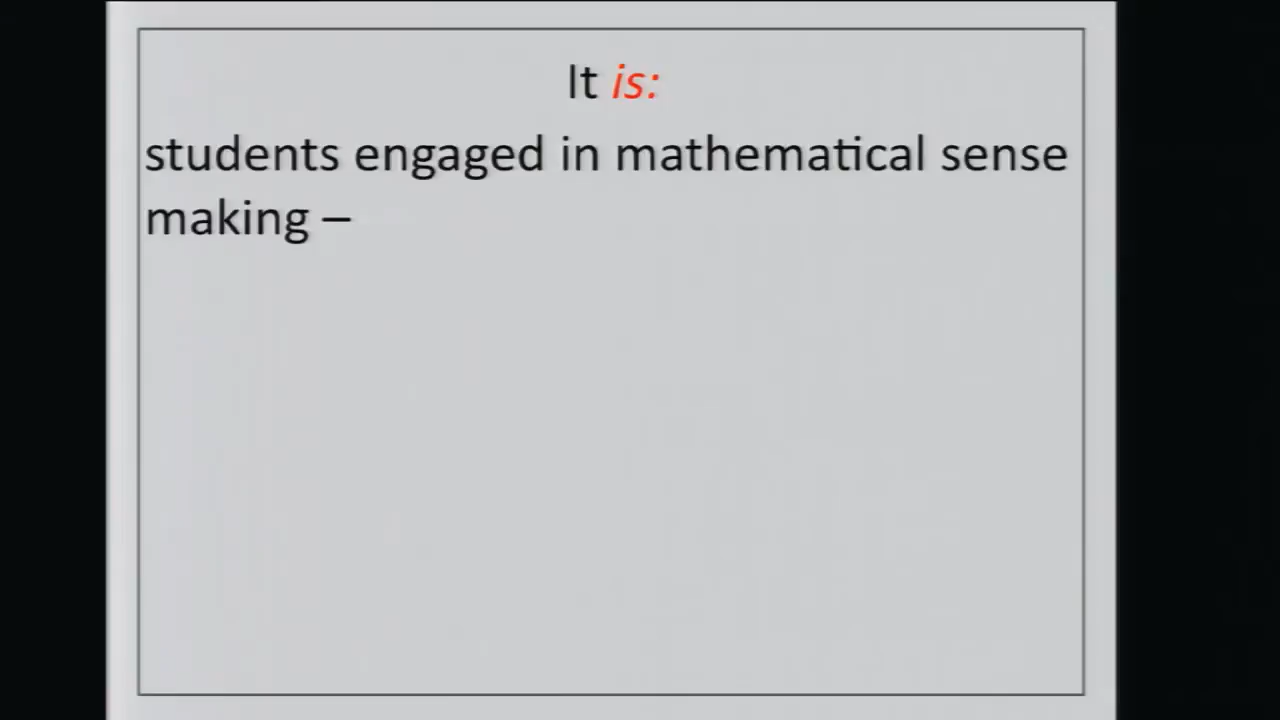 It is:
students engaged in mathematical sense
making –